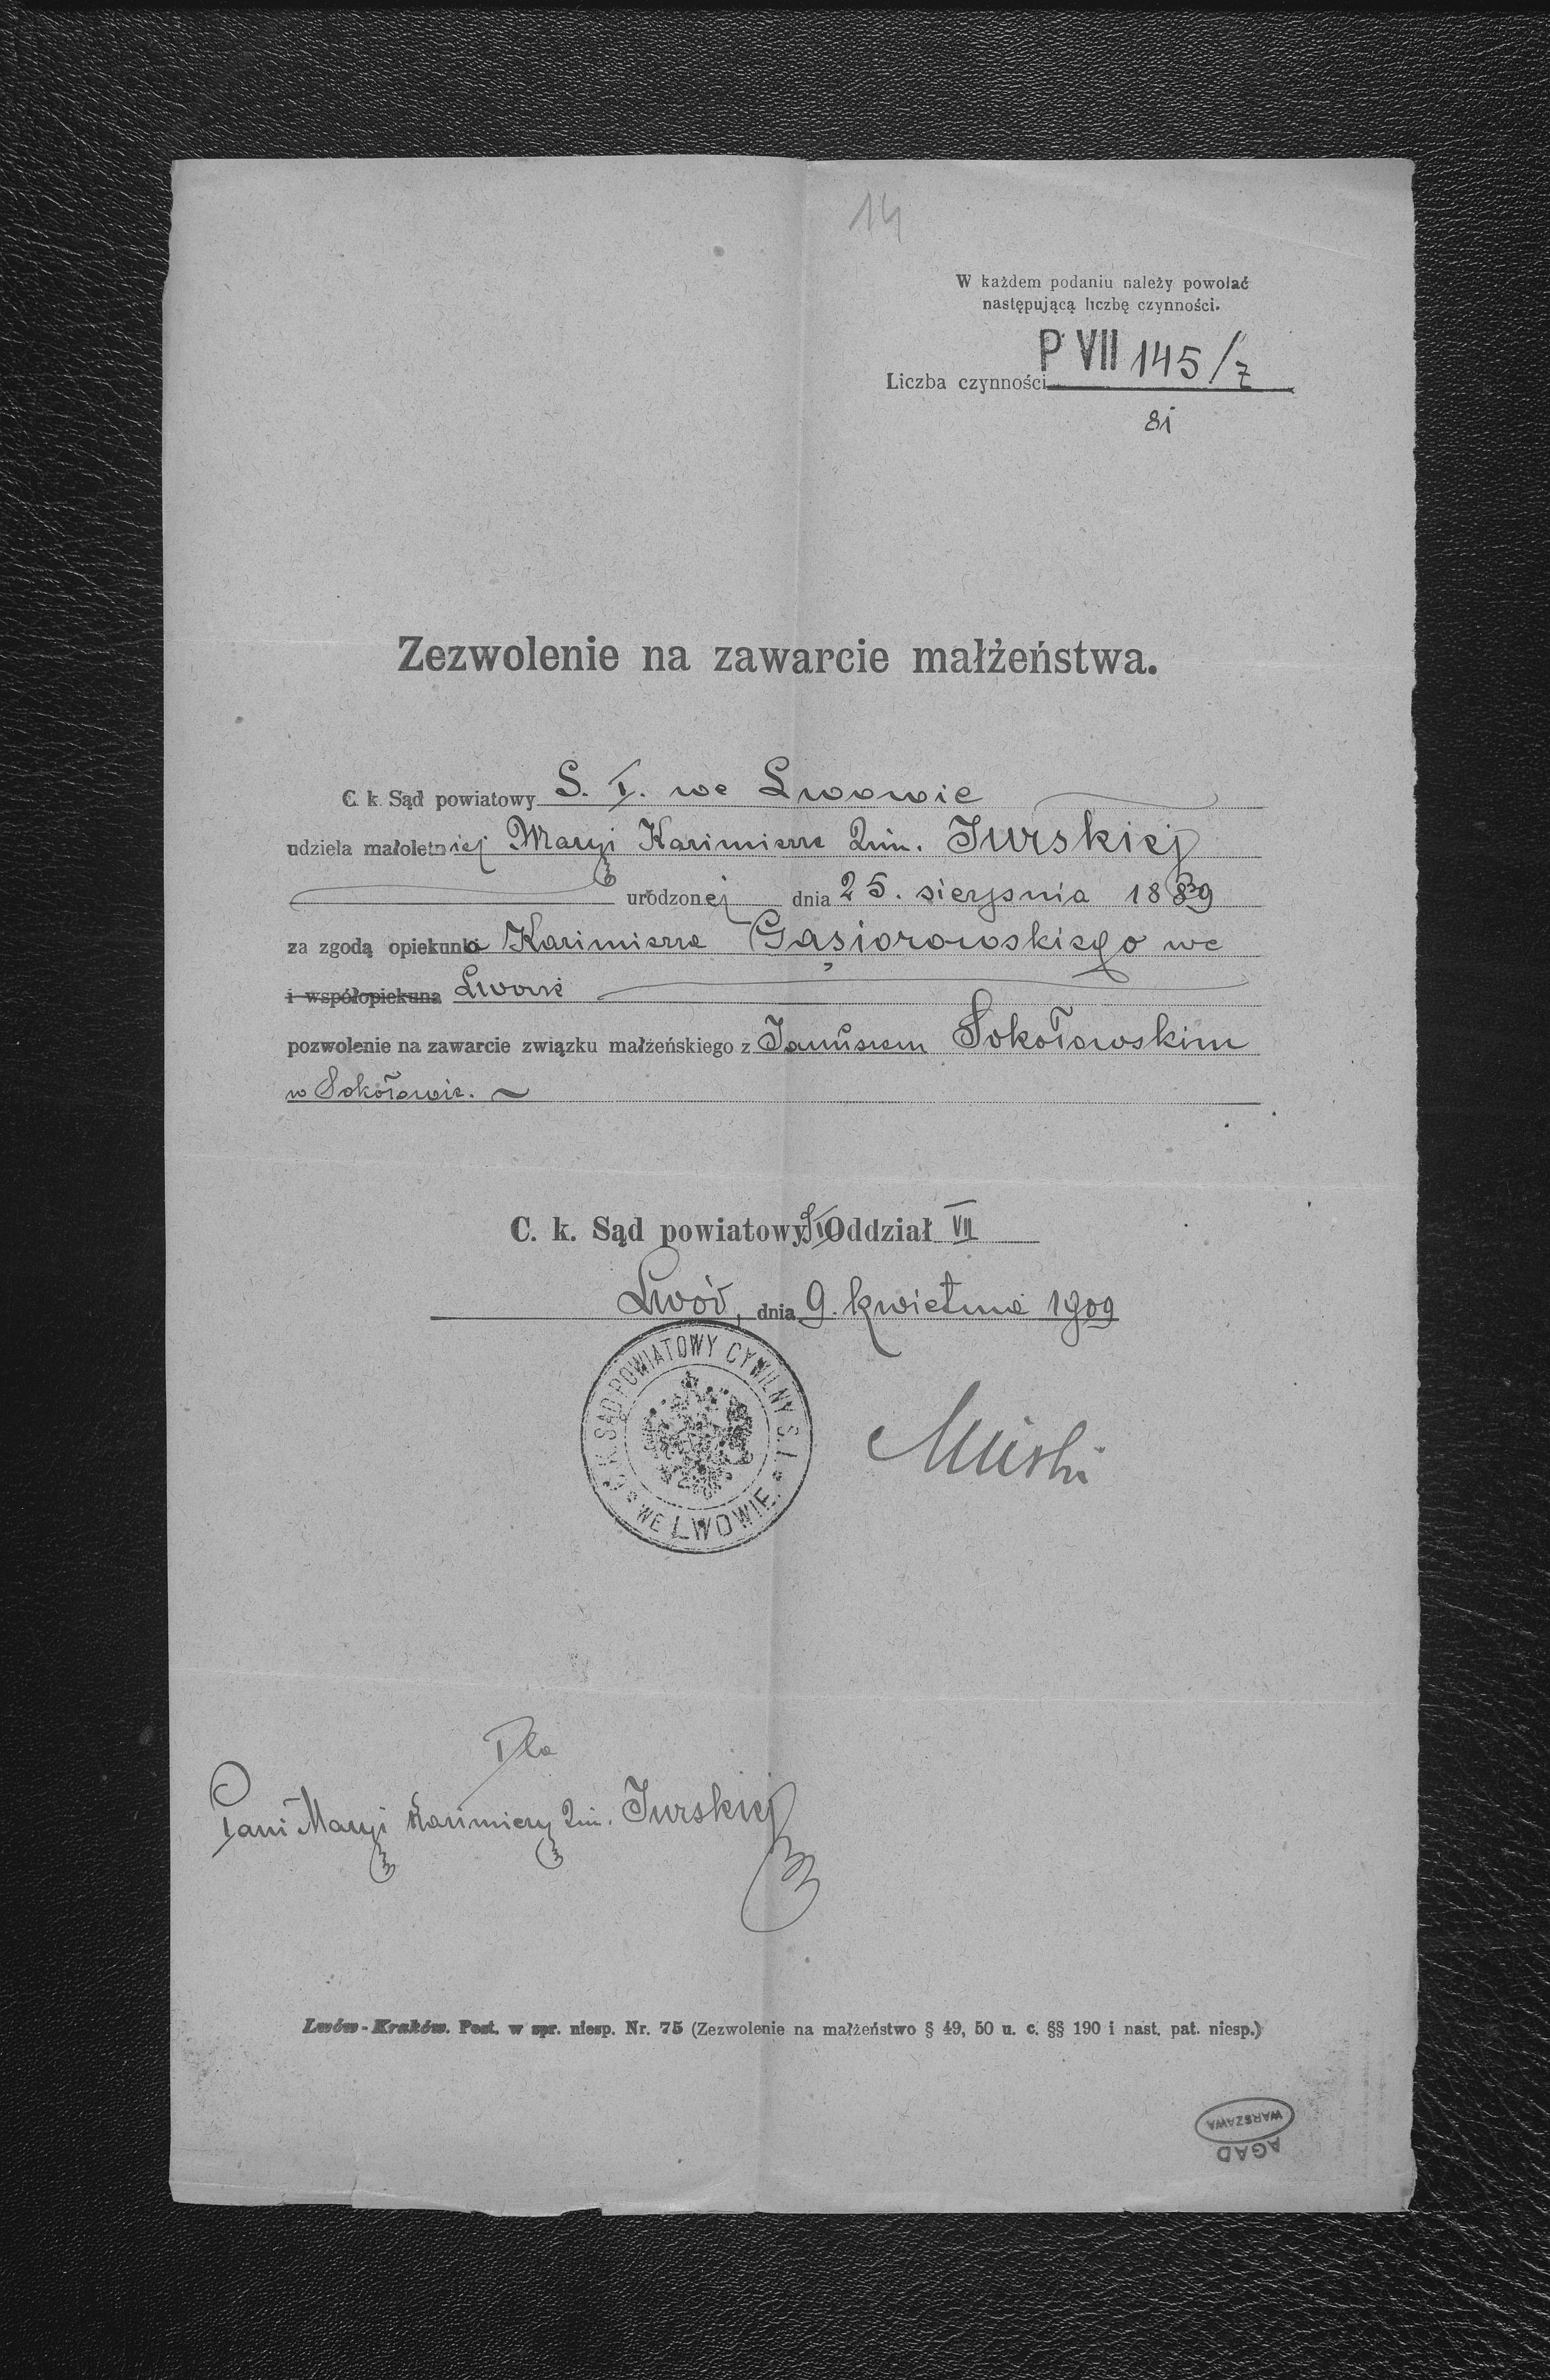 14
W każdem podaniu należy powołać
następującą liczbę czynności.
Liczba czynności P VII 145/7
81
Zezwolenie na zawarcie małżeństwa.
C. k. Sąd powiatowy S. I. we Lwowie
udziela małoletniej Maryi Kazimierze 2im. Jurskiej
urodzonej dnia 25. sierpnia 1889
za zgodą opiekuna Kazimierza Gąsiorowskiego we
i współopiekuna Lwowie
pozwolenie na zawarcie związku małżeńskiego z Januszem Sokołowskim
w Sokołowie.
C. k. Sąd powiatowy S I Oddział VII
Lwów, dnia 9. kwietnia 1909
C. K. SĄD POWIATOWY CYWILNY S. I.
WE LWOWIE
Dla
Pani Maryi Kazimiery 2im. Jurskiej
Lwów-Kraków. Post. w spr. niesp. Nr. 75 (Zezwolenie na małżeństwo § 49, 50 u. c. §§ 190 i nast. pat. niesp.)
AGAD
WARSZAWA